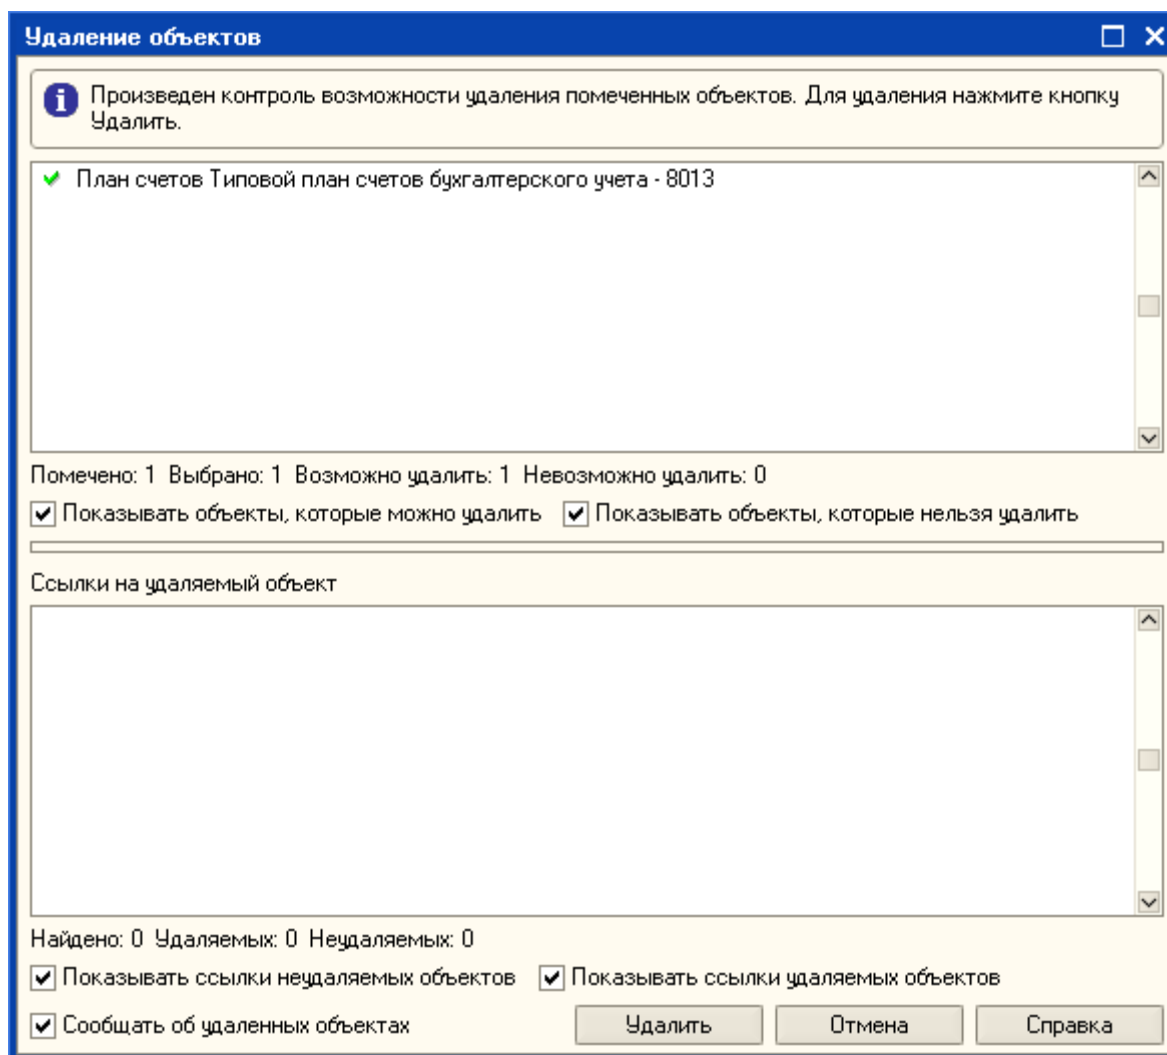 Удаление объектов
Произведен контроль возможности удаления помеченных объектов. Для удаления нажмите кнопку
Удалить.
План счетов Типовой план счетов бухгалтерского учета - 8013
Помечено: 1 Выбрано: 1 Возможно удалить: 1 Невозможно удалить: 0
Показывать объекты, которые можно удалить Показывать объекты, которые нельзя удалить
Ссылки на удаляемый объект
Найдено: 0 Удаляемых: 0 Неудаляемых: 0
Показывать ссылки неудаляемых объектов Показывать ссылки удаляемых объектов
Сообщать об удаленных объектах Удалить Отмена Справка